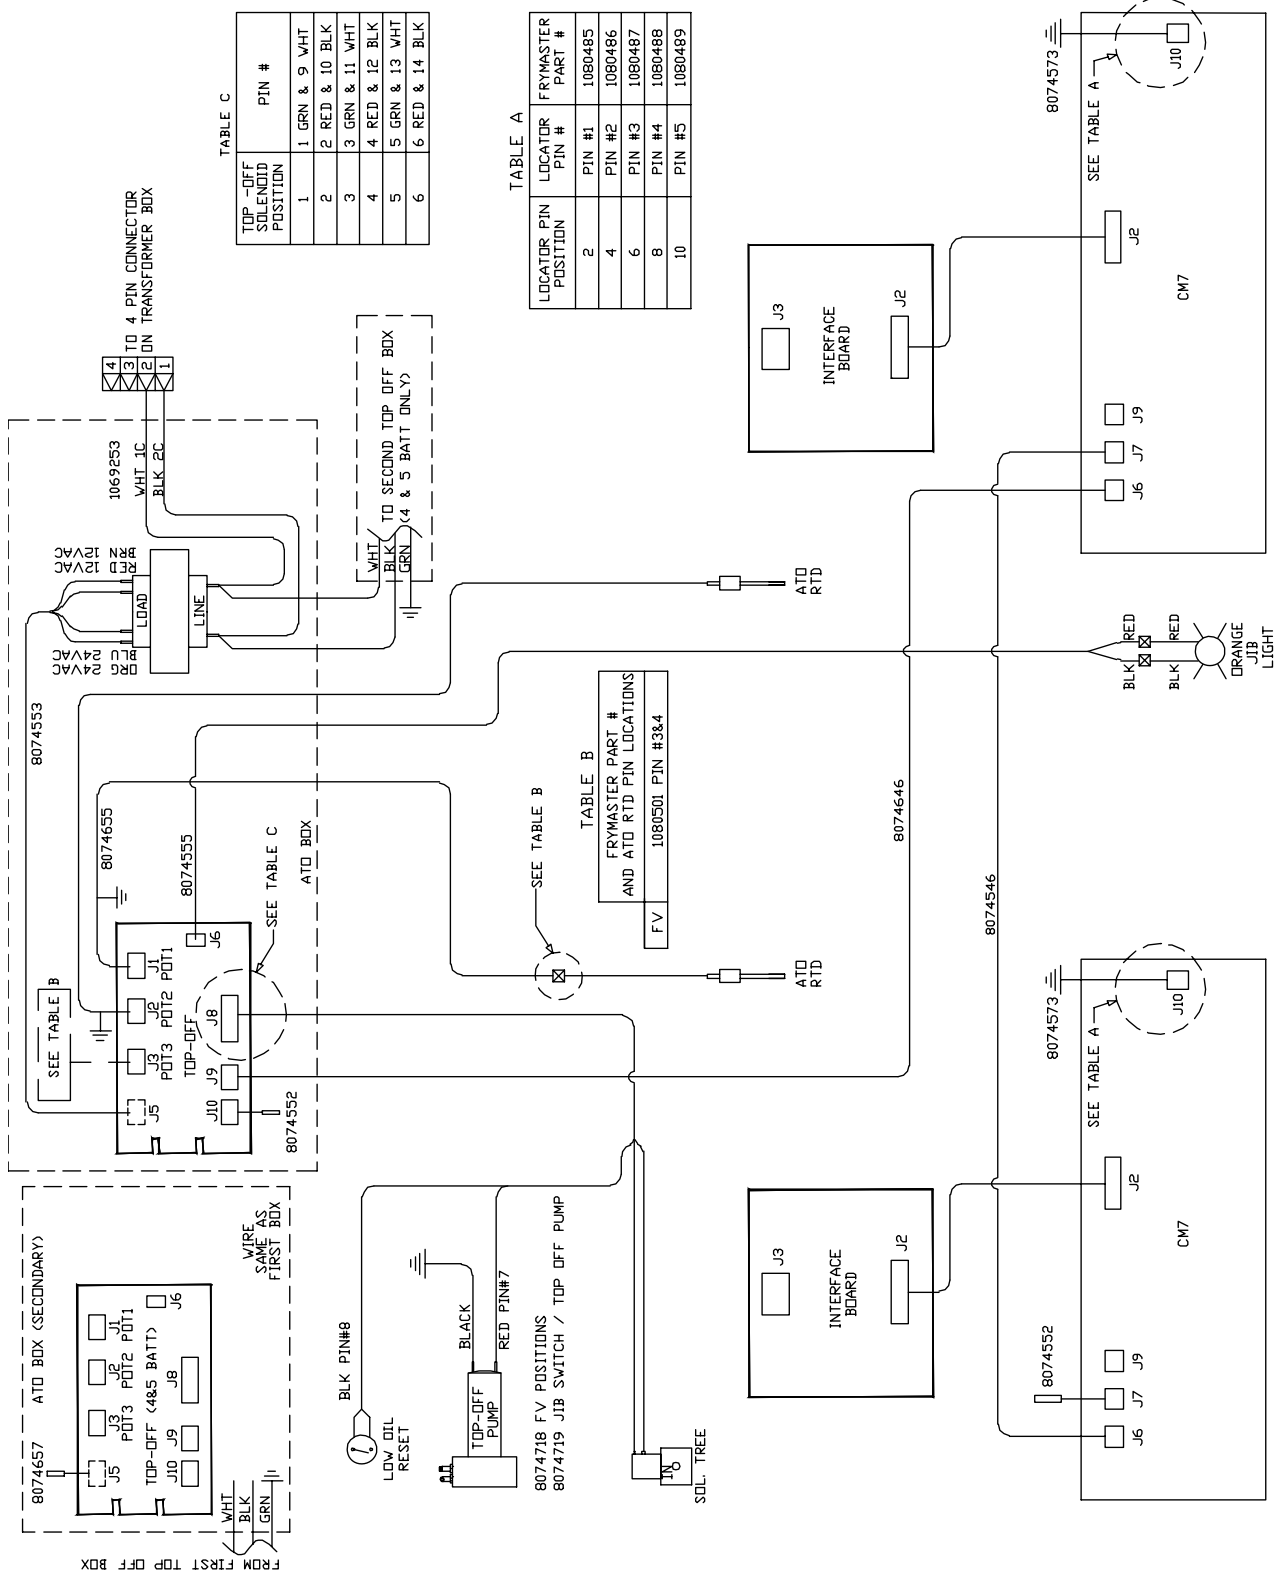 FROM FIRST TOP OFF BOX
WHT
BLK
GRN
8074657
ATO BOX (SECONDARY)
J5
J3
POT3
J2
POT2
J1
POT1
TOP-OFF (4&5 BATT)
J10
J9
J8
J6
WIRE
SAME AS
FIRST BOX
SEE TABLE B
8074553
J5
J3
POT3
J2
POT2
J1
POT1
TOP-OFF
J10
J9
J8
J6
8074552
8074655
8074555
SEE TABLE C
ATO BOX
ORG 24VAC
BLU 24VAC
RED 12VAC
BRN 12VAC
LOAD
LINE
1069253
WHT 1C
BLK 2C
4
3
2
1
TO 4 PIN CONNECTOR
ON TRANSFORMER BOX
WHT
BLK
GRN
TO SECOND TOP OFF BOX
(4 & 5 BATT ONLY)
TABLE C
TOP -OFF
SOLENOID
POSITION
PIN #
1 1 GRN & 9 WHT
2 2 RED & 10 BLK
3 3 GRN & 11 WHT
4 4 RED & 12 BLK
5 5 GRN & 13 WHT
6 6 RED & 14 BLK
TABLE A
LOCATOR PIN
POSITION
LOCATOR
PIN #
FRYMASTER
PART #
2 PIN #1 1080485
4 PIN #2 1080486
6 PIN #3 1080487
8 PIN #4 1080488
10 PIN #5 1080489
BLK PIN#8
LOW OIL
RESET
BLACK
TOP-OFF
PUMP
RED PIN#7
8074718 FV POSITIONS
8074719 JIB SWITCH / TOP OFF PUMP
IN
SOL. TREE
SEE TABLE B
TABLE B
FRYMASTER PART #
AND ATO RTD PIN LOCATIONS
FV 1080501 PIN #3&4
ATO
RTD
ATO
RTD
8074646
8074546
INTERFACE
BOARD
J3
J2
INTERFACE
BOARD
J3
J2
8074552
J6
J7
J9
J2
CM7
8074573
SEE TABLE A
J10
BLK
RED
BLK
RED
ORANGE
JIB
LIGHT
J6
J7
J9
J2
CM7
8074573
SEE TABLE A
J10